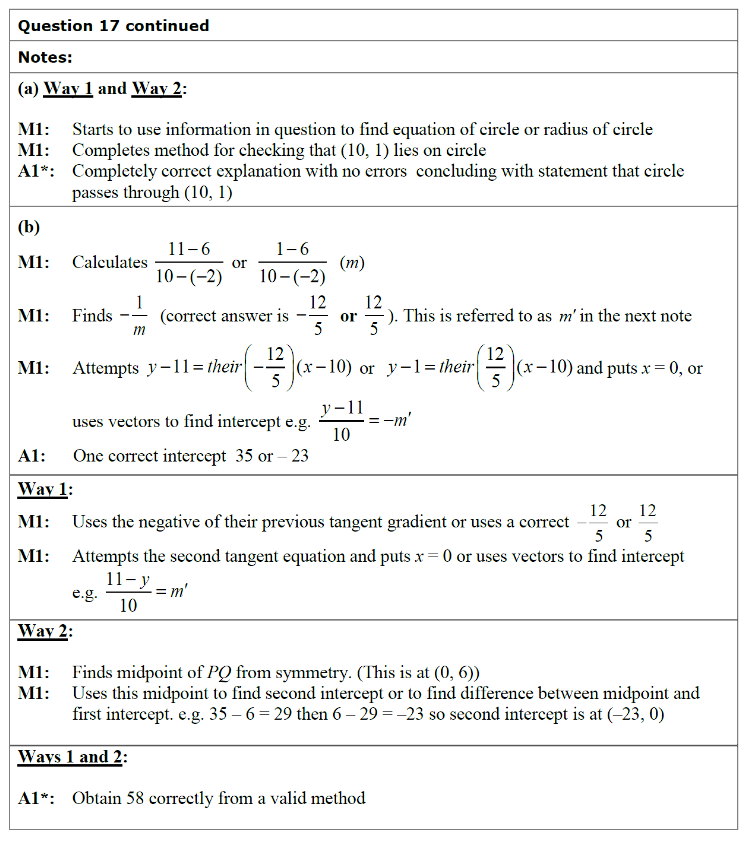 Question 17 continued
Notes:
(a) Way 1 and Way 2:
M1: Starts to use information in question to find equation of circle or radius of circle
M1: Completes method for checking that (10, 1) lies on circle
A1*: Completely correct explanation with no errors concluding with statement that circle
passes through (10, 1)
(b)
M1: Calculates \frac{11-6}{10-(-2)} or \frac{1-6}{10-(-2)} (m)
M1: Finds -\frac{1}{m} (correct answer is -\frac{12}{5} or \frac{12}{5}). This is referred to as m' in the next note
M1: Attempts y-11 = their\left(-\frac{12}{5}\right)(x-10) or y-1 = their\left(\frac{12}{5}\right)(x-10) and puts x = 0, or
uses vectors to find intercept e.g. \frac{y-11}{10} = -m'
A1: One correct intercept 35 or – 23
Way 1:
M1: Uses the negative of their previous tangent gradient or uses a correct -\frac{12}{5} or \frac{12}{5}
M1: Attempts the second tangent equation and puts x = 0 or uses vectors to find intercept
e.g. \frac{11-y}{10} = m'
Way 2:
M1: Finds midpoint of PQ from symmetry. (This is at (0, 6))
M1: Uses this midpoint to find second intercept or to find difference between midpoint and
first intercept. e.g. 35 – 6 = 29 then 6 – 29 = –23 so second intercept is at (–23, 0)
Ways 1 and 2:
A1*: Obtain 58 correctly from a valid method